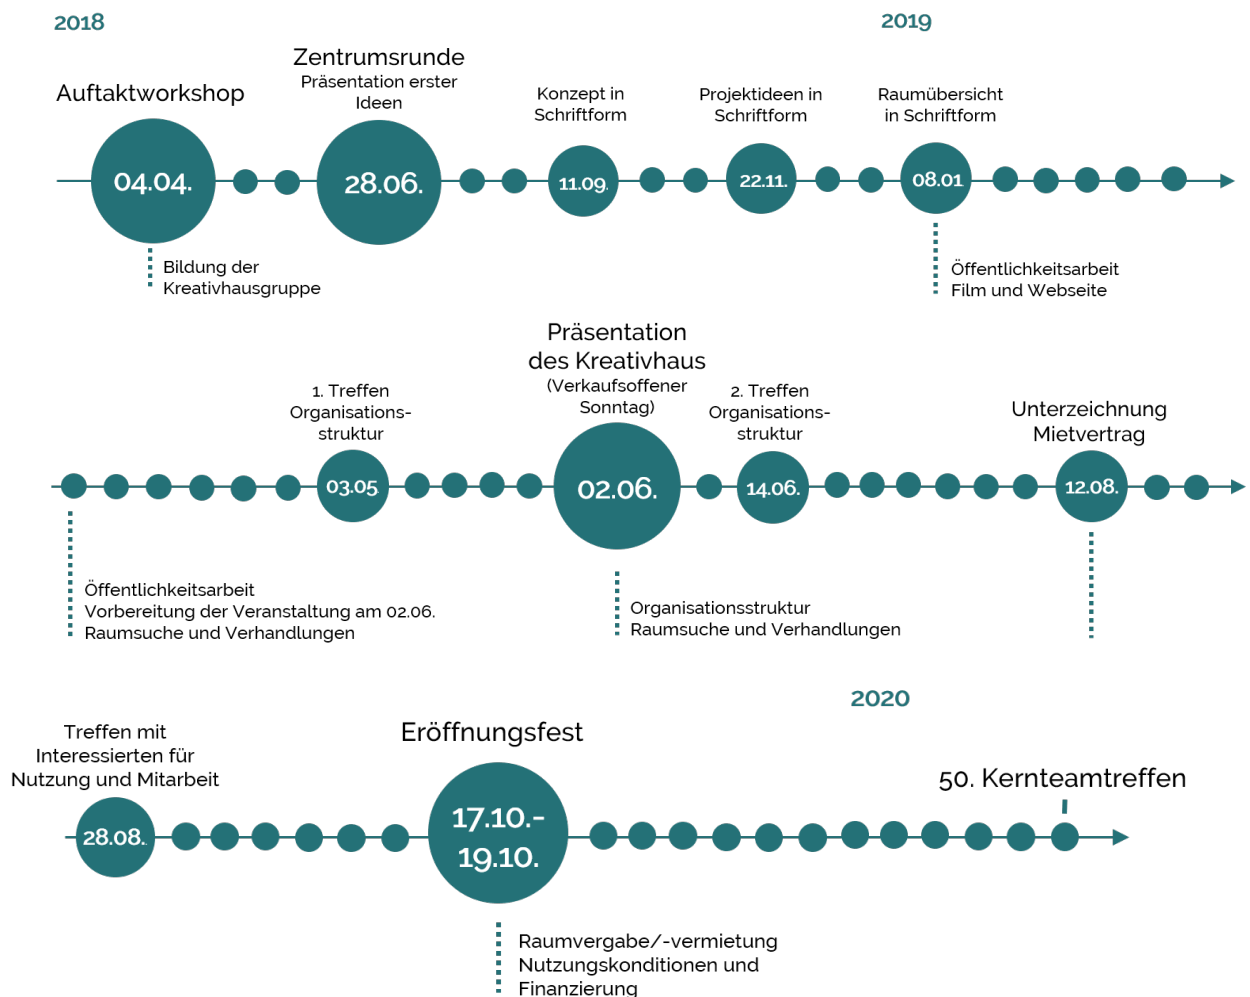 2018
2019
Auftaktworkshop
Zentrumsrunde
Präsentation erster
Ideen
Konzept in
Schriftform
Projektideen in
Schriftform
Raumübersicht
in Schriftform
04.04.
28.06.
11.09.
22.11.
08.01
Bildung der
Kreativhausgruppe
Öffentlichkeitsarbeit
Film und Webseite
1. Treffen
Organisations-
struktur
Präsentation
des Kreativhaus
(Verkaufsoffener
Sonntag)
2. Treffen
Organisations-
struktur
Unterzeichnung
Mietvertrag
03.05.
02.06.
14.06.
12.08.
Öffentlichkeitsarbeit
Vorbereitung der Veranstaltung am 02.06.
Raumsuche und Verhandlungen
Organisationsstruktur
Raumsuche und Verhandlungen
2020
Treffen mit
Interessierten für
Nutzung und Mitarbeit
Eröffnungsfest
50. Kernteamtreffen
28.08.
17.10.-
19.10.
Raumvergabe/-vermietung
Nutzungskonditionen und
Finanzierung